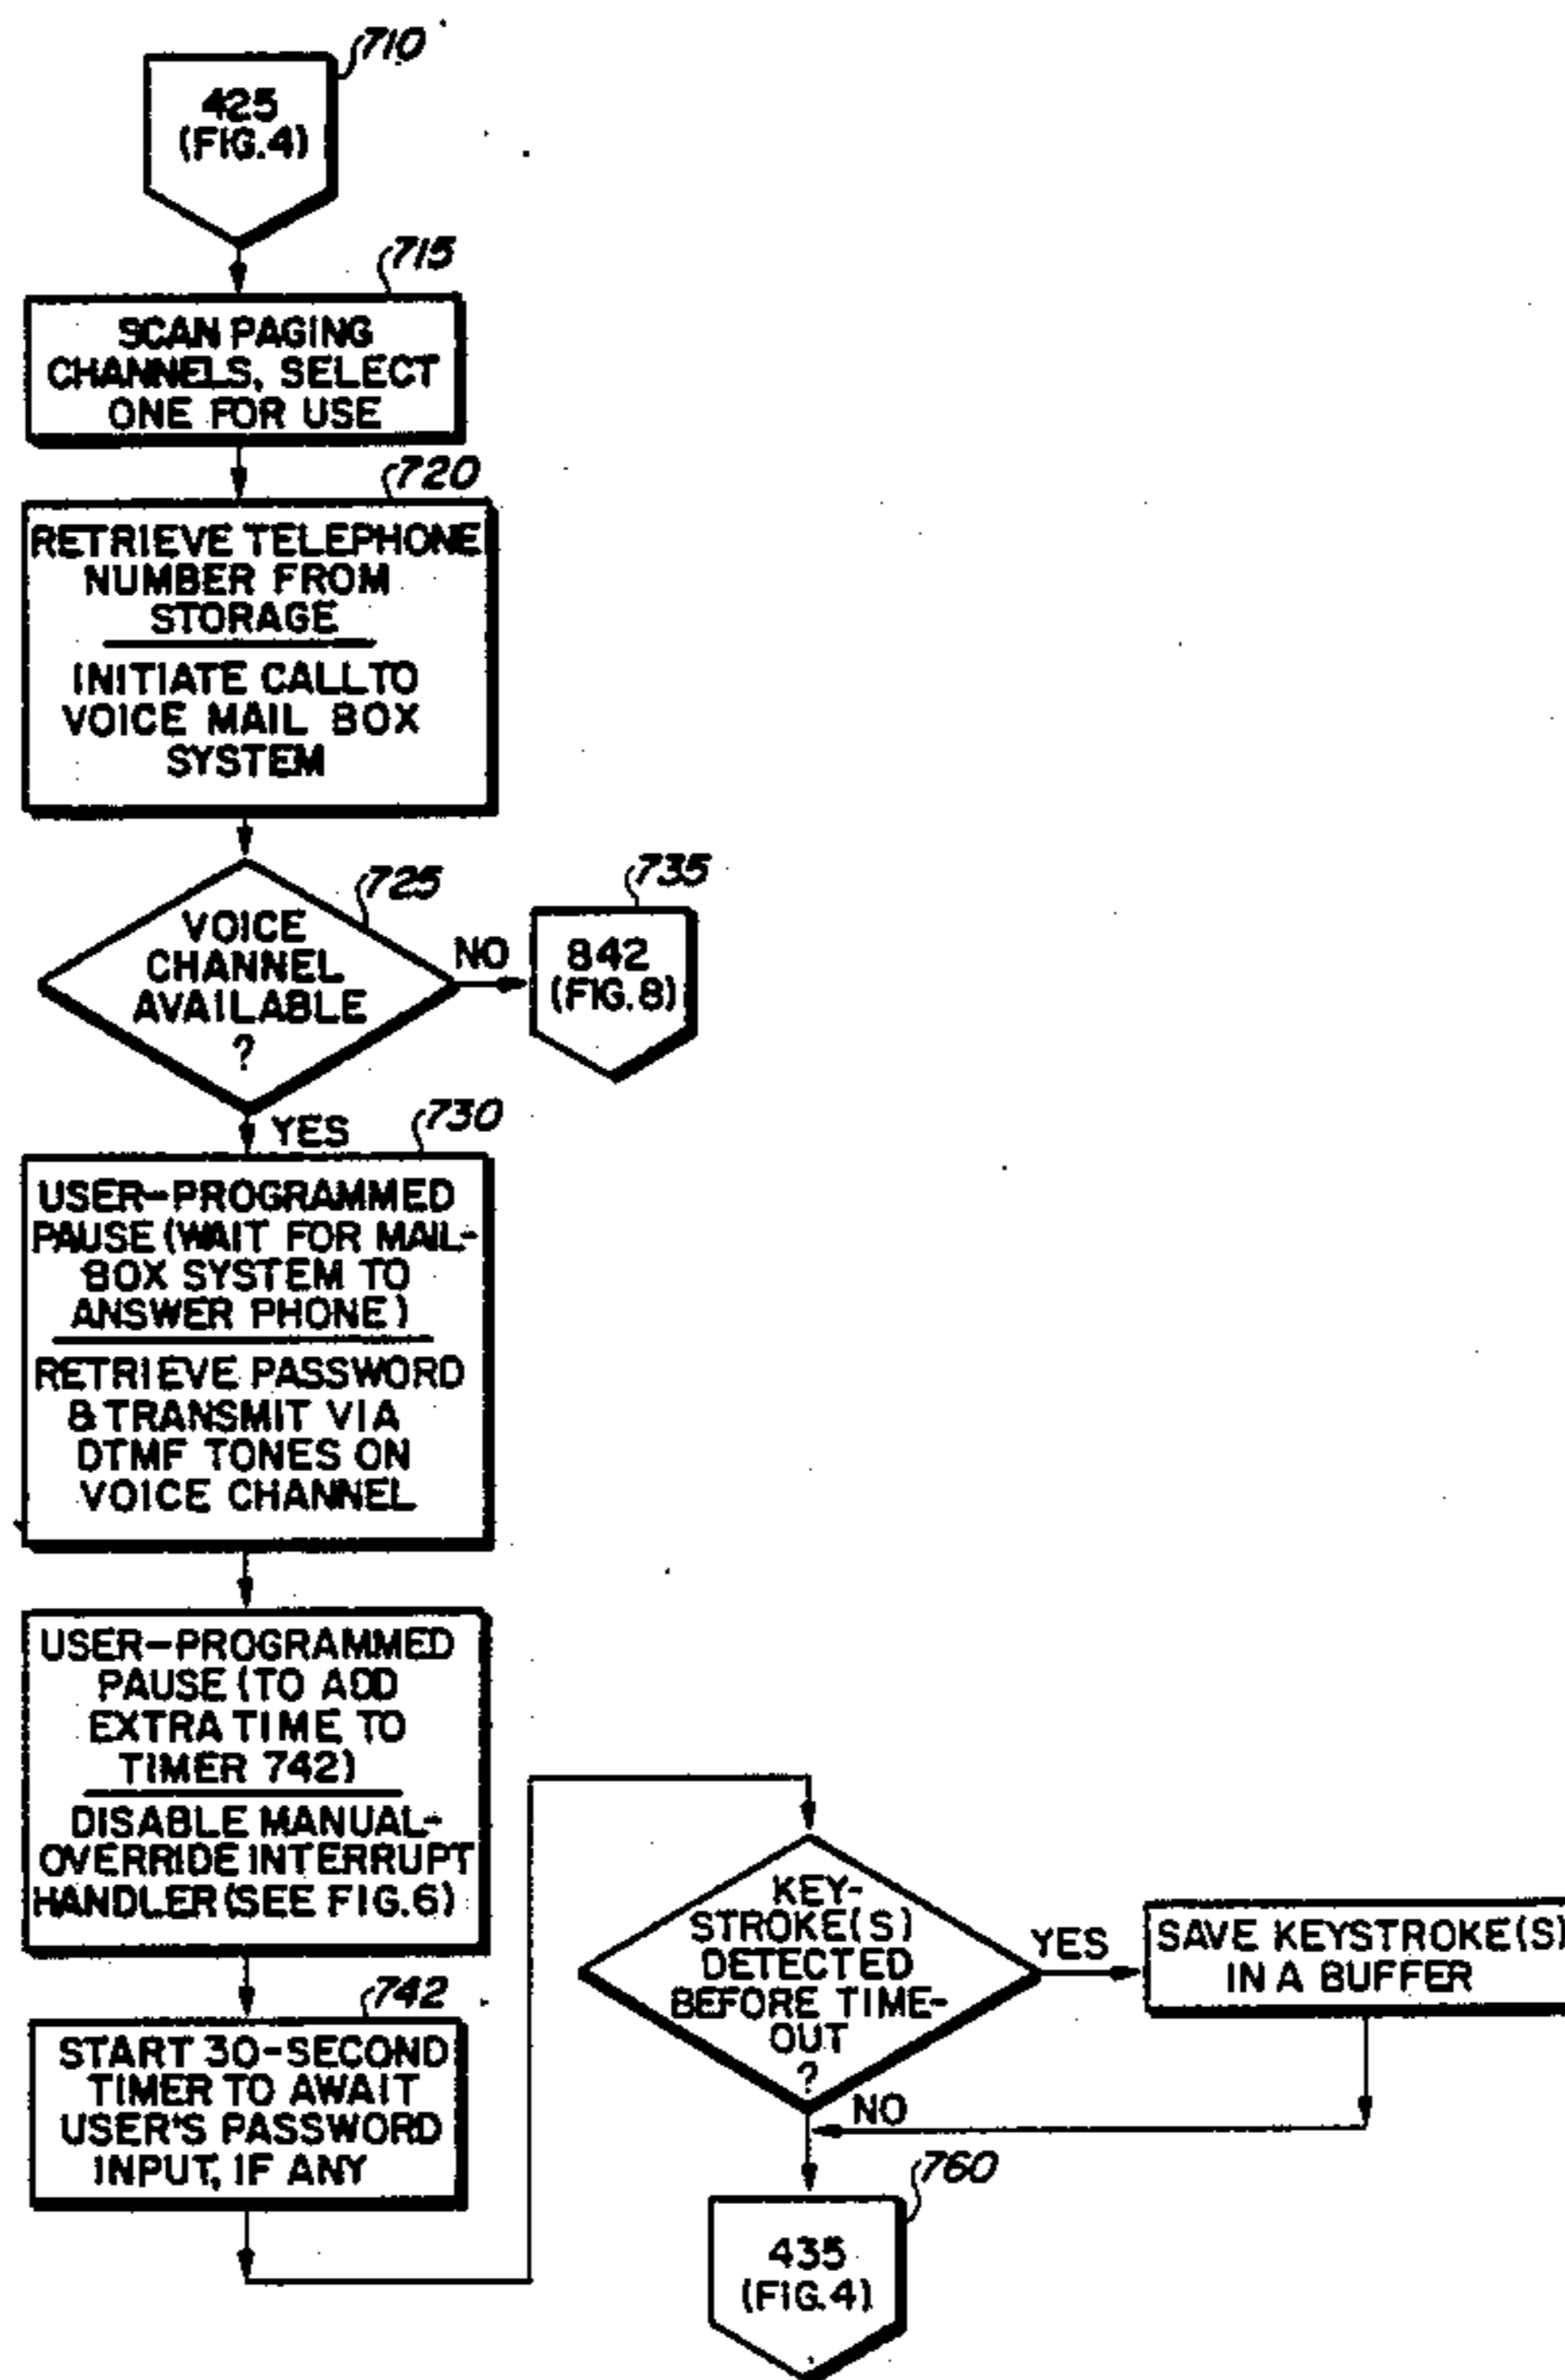 710
425
(FIG.4)
715
SCAN PAGING
CHANNELS, SELECT
ONE FOR USE
720
RETRIEVE TELEPHONE
NUMBER FROM
STORAGE
INITIATE CALL TO
VOICE MAIL BOX
SYSTEM
725
VOICE
CHANNEL
AVAILABLE
?
NO
735
842
(FIG.8)
YES
730
USER-PROGRAMMED
PAUSE (WAIT FOR MAIL-
BOX SYSTEM TO
ANSWER PHONE)
RETRIEVE PASSWORD
& TRANSMIT VIA
DTMF TONES ON
VOICE CHANNEL
USER-PROGRAMMED
PAUSE (TO ADD
EXTRA TIME TO
TIMER 742)
DISABLE MANUAL-
OVERRIDE INTERRUPT
HANDLER (SEE FIG.6)
742
START 30-SECOND
TIMER TO AWAIT
USER'S PASSWORD
INPUT, IF ANY
KEY-
STROKE(S)
DETECTED
BEFORE TIME-
OUT
?
YES
SAVE KEYSTROKE(S)
IN A BUFFER
NO
760
435
(FIG.4)